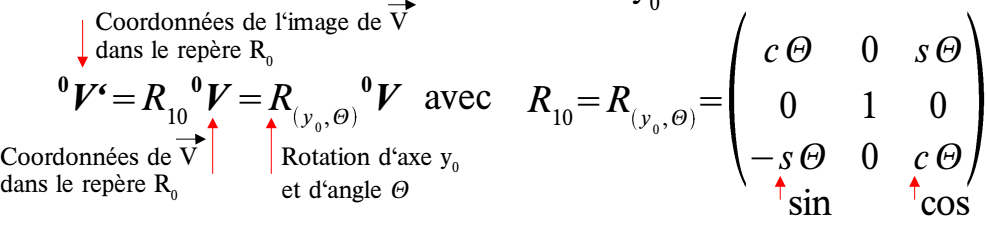 y₀
Coordonnées de l‘image de V⃗
dans le repère R₀
⁰V‘ = R₁₀ ⁰V = R₍y₀,Θ₎ ⁰V avec R₁₀ = R₍y₀,Θ₎ = ( cΘ 0 sΘ
0 1 0
−sΘ 0 cΘ )
Coordonnées de V⃗
dans le repère R₀
Rotation d‘axe y₀
et d‘angle Θ
sin cos